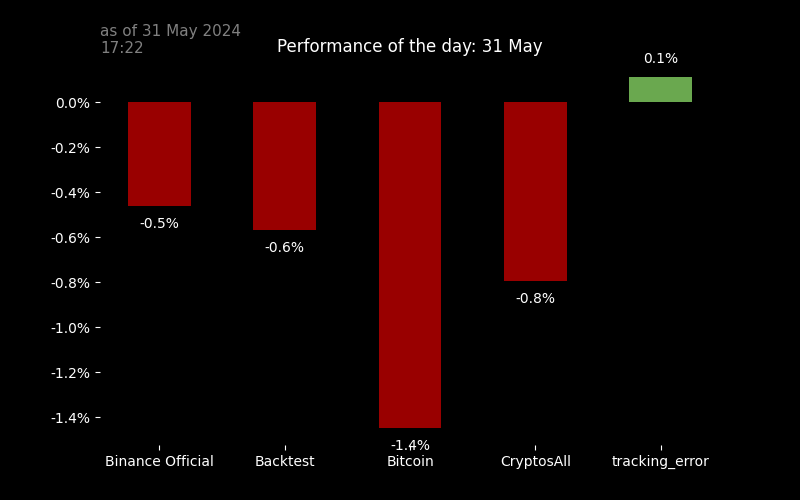 as of 31 May 2024
17:22
Performance of the day: 31 May
0.1%
0.0%
-0.2%
-0.4%
-0.6%
-0.8%
-1.0%
-1.2%
-1.4%
-0.5%
-0.6%
-1.4%
-0.8%
Binance Official
Backtest
Bitcoin
CryptosAll
tracking_error